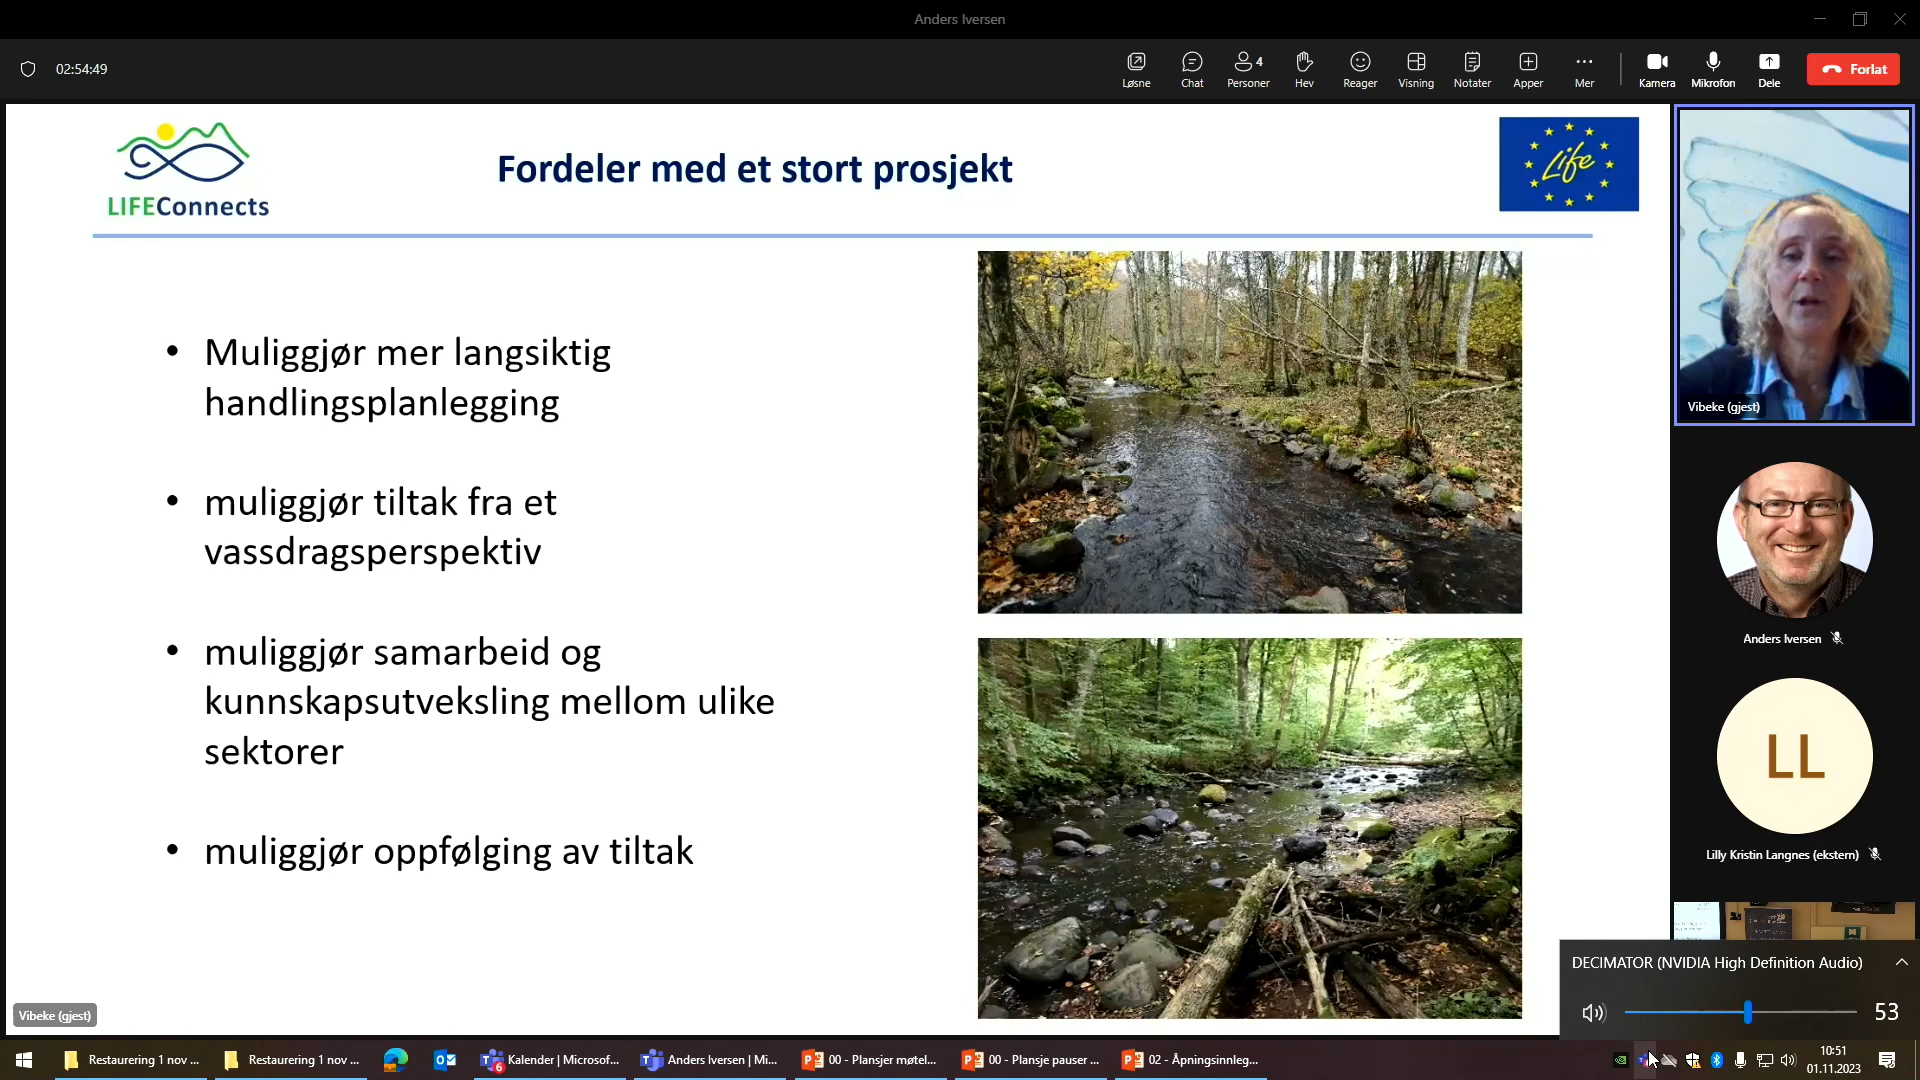 Anders Iversen
02:54:49
Løsne
Chat
4
Personer
Hev
Reager
Visning
Notater
Apper
Mer
Kamera
Mikrofon
Dele
Forlat
LIFEConnects
Fordeler med et stort prosjekt
Life
• Muliggjør mer langsiktig
handlingsplanlegging
• muliggjør tiltak fra et
vassdragsperspektiv
• muliggjør samarbeid og
kunnskapsutveksling mellom ulike
sektorer
• muliggjør oppfølging av tiltak
Vibeke (gjest)
Vibeke (gjest)
Anders Iversen
LL
Lilly Kristin Langnes (ekstern)
DECIMATOR (NVIDIA High Definition Audio)
53
Restaurering 1 nov ...
Restaurering 1 nov ...
6
Kalender | Microsof...
Anders Iversen | Mi...
00 - Plansjer møtel...
00 - Plansje pauser ...
02 - Åpningsinnleg...
10:51
01.11.2023